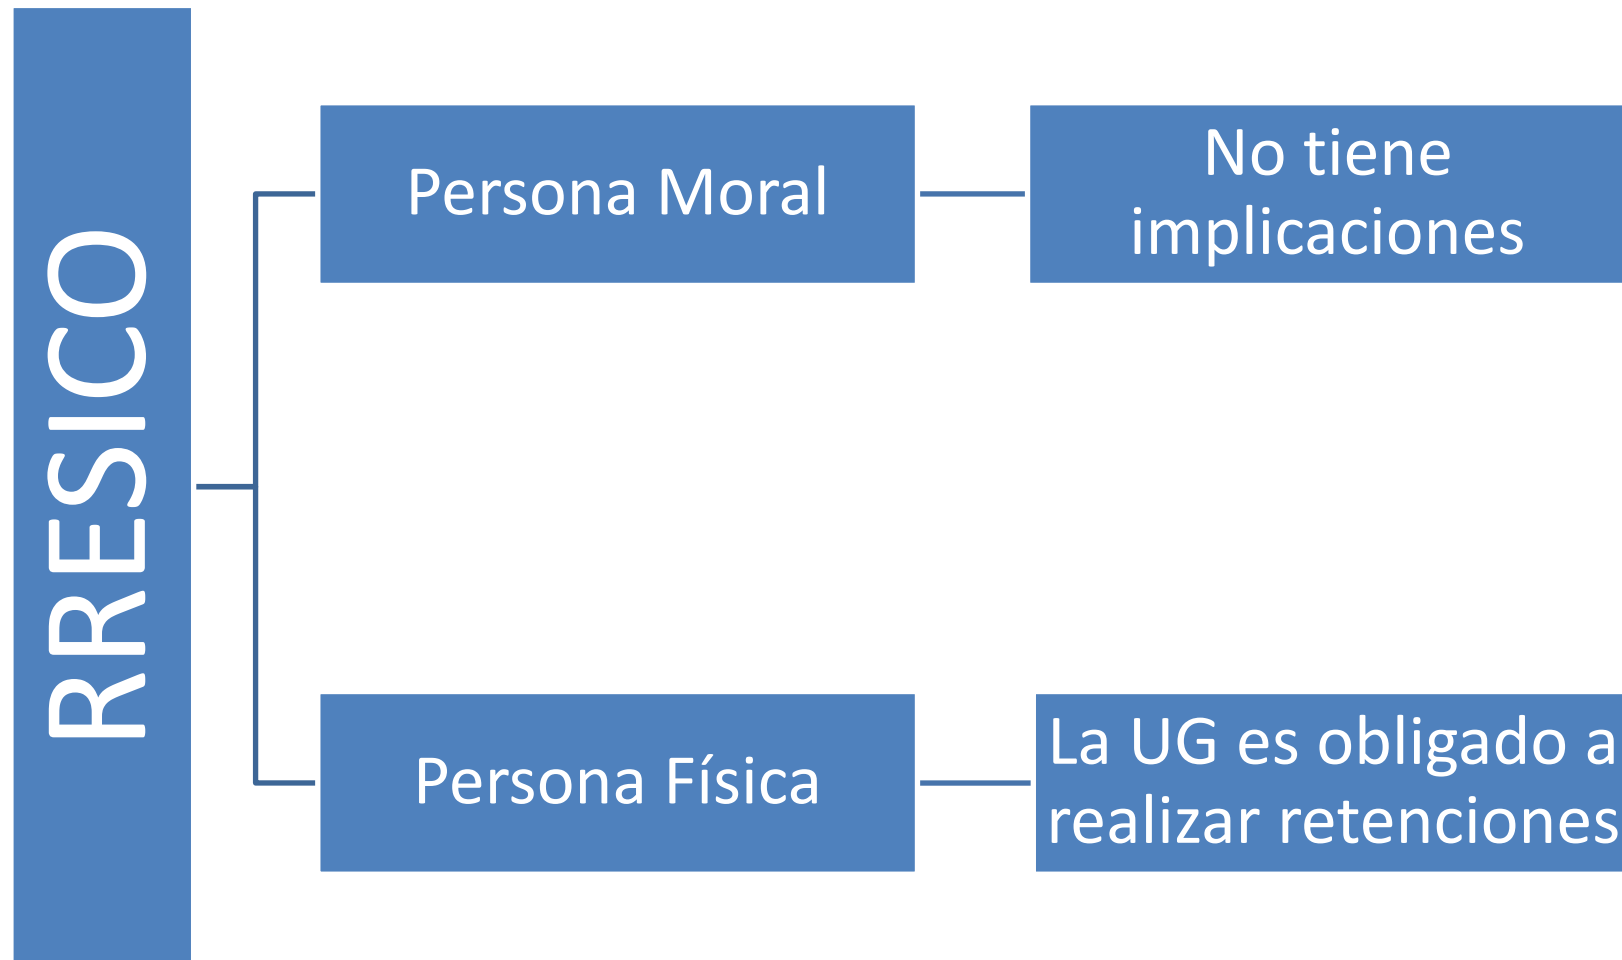 RRESICO
Persona Moral
No tiene
implicaciones
Persona Física
La UG es obligado a
realizar retenciones